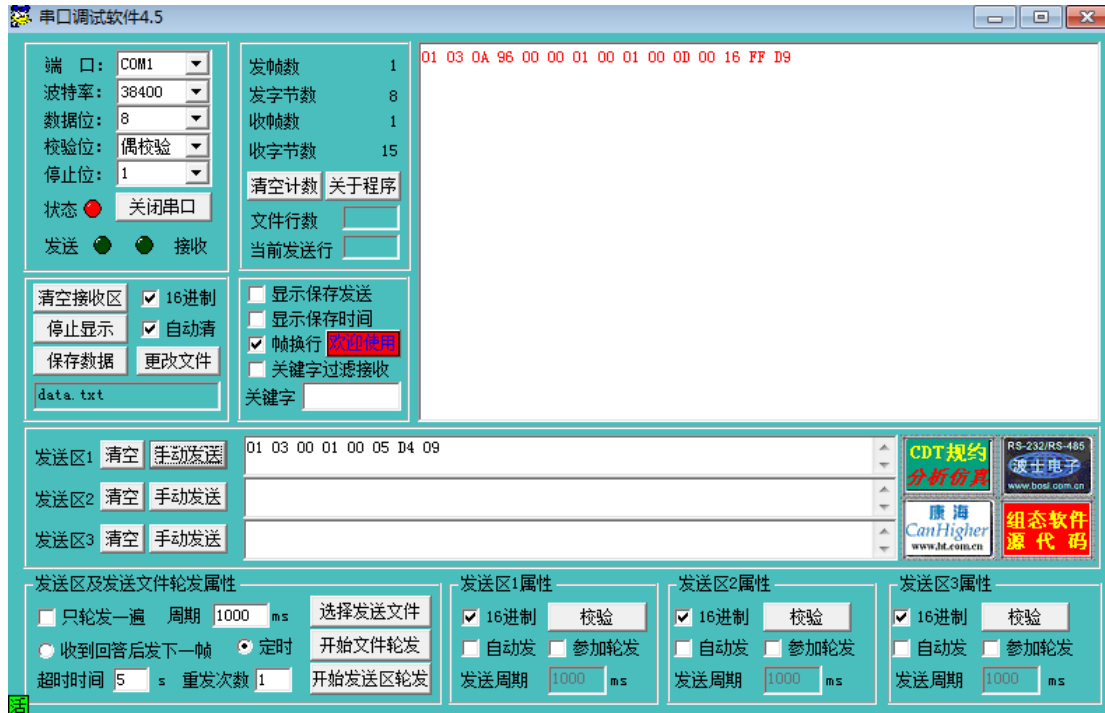 串口调试软件4.5
端 口: COM1
波特率: 38400
数据位: 8
校验位: 偶校验
停止位: 1
状态 关闭串口
发送 接收
发帧数 1
发字节数 8
收帧数 1
收字节数 15
清空计数 关于程序
文件行数
当前发送行
01 03 0A 96 00 00 01 00 01 00 0D 00 16 FF D9
清空接收区 16进制
停止显示 自动清
保存数据 更改文件
data.txt
显示保存发送
显示保存时间
帧换行 欢迎使用
关键字过滤接收
关键字
发送区1 清空 手动发送 01 03 00 01 00 05 D4 09
发送区2 清空 手动发送
发送区3 清空 手动发送
CDT规约
分析仿真
RS-232/RS-485
波士电子
www.bosi.com.cn
康海
CanHigher
www.ht.com.cn
组态软件
源代码
发送区及发送文件轮发属性
只轮发一遍 周期 1000 ms 选择发送文件
收到回答后发下一帧 定时 开始文件轮发
超时时间 5 s 重发次数 1 开始发送区轮发
发送区1属性
16进制 校验
自动发 参加轮发
发送周期 1000 ms
发送区2属性
16进制 校验
自动发 参加轮发
发送周期 1000 ms
发送区3属性
16进制 校验
自动发 参加轮发
发送周期 1000 ms
活